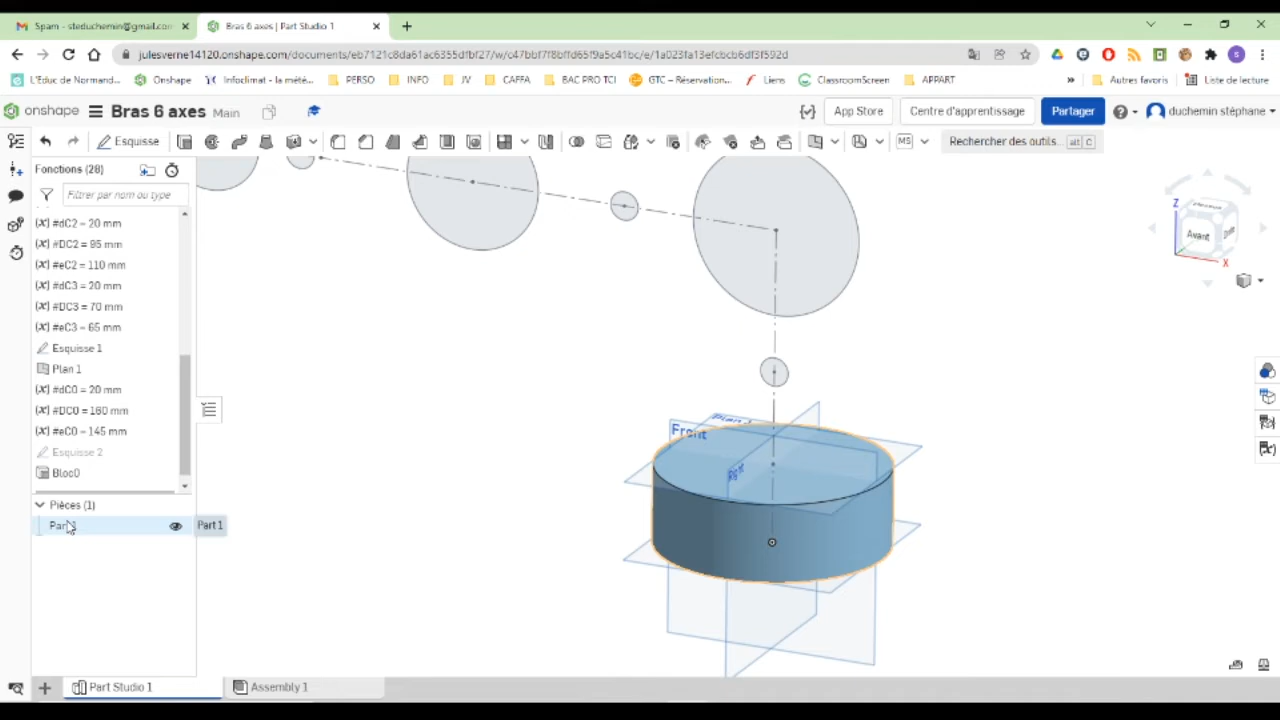 Spam - steduchemin@gmail.com
Bras 6 axes | Part Studio 1
julesverne14120.onshape.com/documents/eb7121c8da61ac6355dfbf27/w/c47bbf7f8bffd65f9a5c41bc/e/1a023fa13efcbcb6df3f592d
S
L'Educ de Normand...
Onshape
Infoclimat - la mété...
PERSO
INFO
JV
CAFFA
BAC PRO TCI
GTC – Réservation...
Liens
ClassroomScreen
APPART
»
Autres favoris
Liste de lecture
onshape
Bras 6 axes
Main
App Store
Centre d'apprentissage
Partager
duchemin stéphane
Esquisse
MS
Rechercher des outils...
alt
C
Fonctions (28)
Filtrer par nom ou type
(x) #dC2 = 20 mm
(x) #DC2 = 95 mm
(x) #eC2 = 110 mm
(x) #dC3 = 20 mm
(x) #DC3 = 70 mm
(x) #eC3 = 65 mm
Esquisse 1
Plan 1
(x) #dC0 = 20 mm
(x) #DC0 = 160 mm
(x) #eC0 = 145 mm
Esquisse 2
Bloc0
Pièces (1)
Part 1
Z
Avant
X
Front
Part Studio 1
Assembly 1